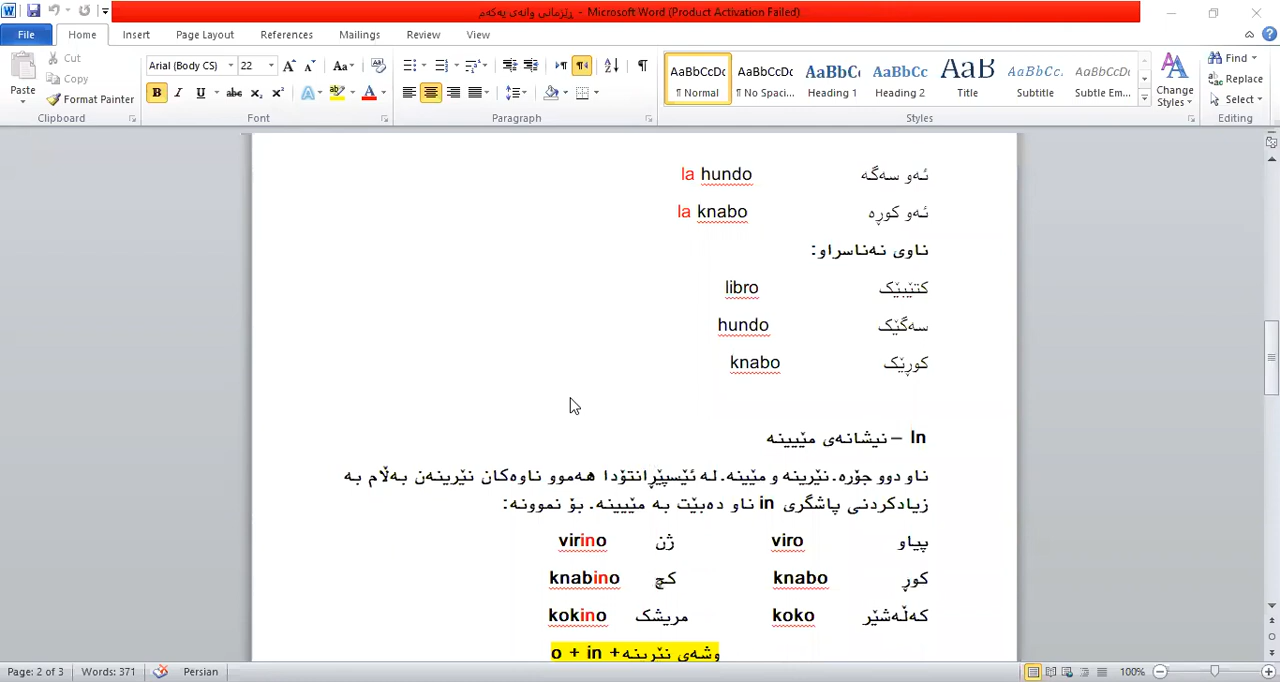 ڕێزمانی وانەی یەکەم - Microsoft Word (Product Activation Failed)
File Home Insert Page Layout References Mailings Review View
Paste Cut Copy Format Painter
Clipboard
Arial (Body CS) 22
Font
Paragraph
AaBbCcDc AaBbCcDc AaBbCc AaBbCc AaBb AaBbCc. AaBbCcDc
¶ Normal ¶ No Spaci... Heading 1 Heading 2 Title Subtitle Subtle Em...
Change Styles
Styles
Find Replace Select
Editing
ئەو سەگە la hundo
ئەو کوڕە la knabo
ناوی نەناسراو:
کتێبێک libro
سەگێک hundo
کوڕێک knabo
In – نیشانەی مێیینە
ناو دوو جۆرە.نێرینە و مێینە.لە ئێسپێڕانتۆدا هەموو ناوەکان نێرینەن بەڵام بە
زیادکردنی پاشگری in ناو دەبێت بە مێیینە. بۆ نموونە:
پیاو viro ژن virino
کوڕ knabo کچ knabino
کەڵەشێر koko مریشک kokino
وشەی نێرینە+ o + in
Page: 2 of 3 Words: 371 Persian 100%